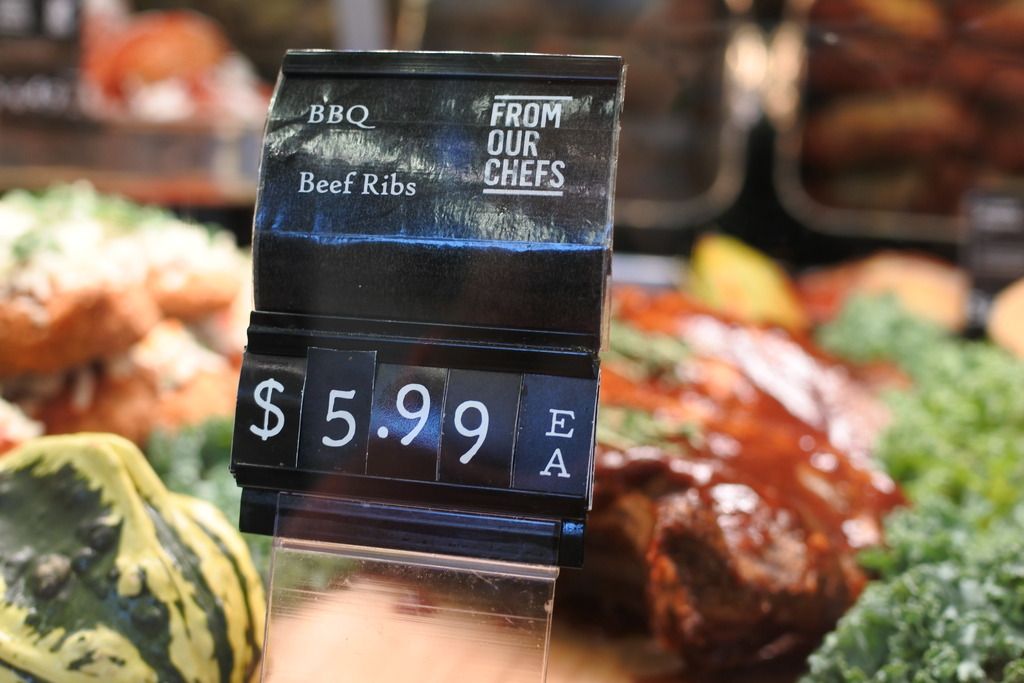 BBQ
Beef Ribs
FROM
OUR
CHEFS
$5.99 EA